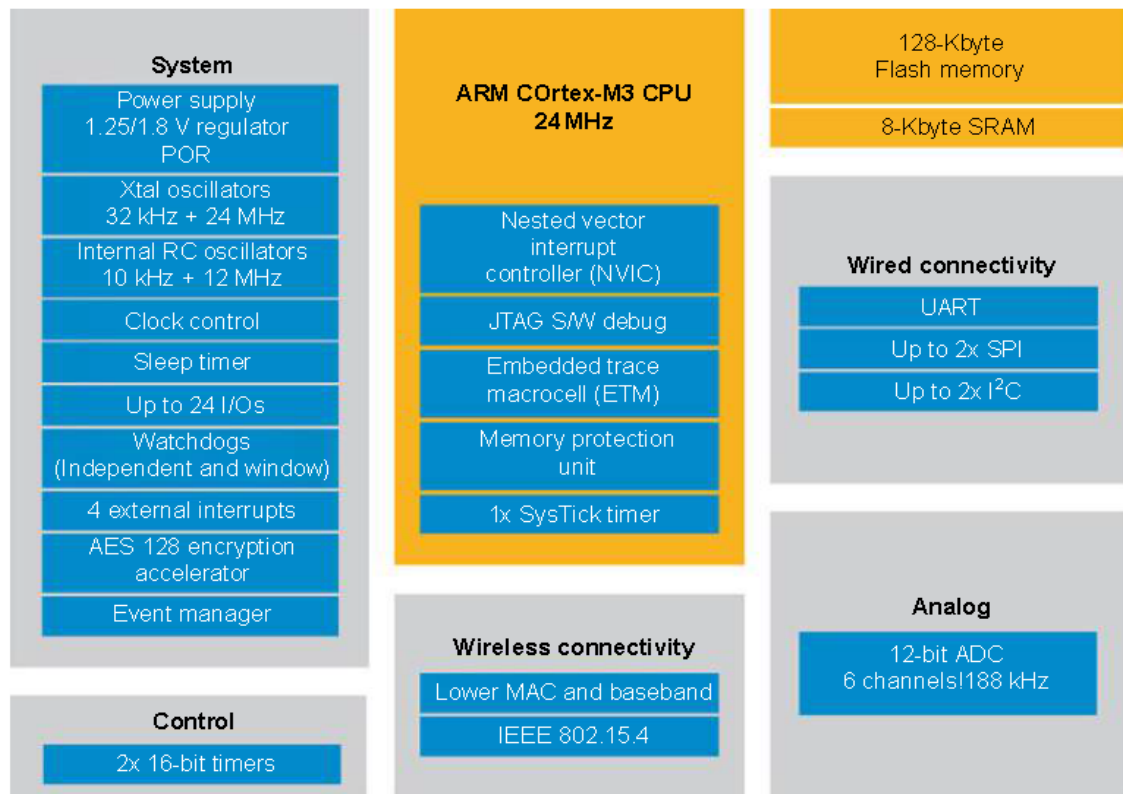 System
Power supply
1.25/1.8 V regulator
POR
Xtal oscillators
32 kHz + 24 MHz
Internal RC oscillators
10 kHz + 12 MHz
Clock control
Sleep timer
Up to 24 I/Os
Watchdogs
(Independent and window)
4 external interrupts
AES 128 encryption
accelerator
Event manager
Control
2x 16-bit timers
ARM COrtex-M3 CPU
24 MHz
Nested vector
interrupt
controller (NVIC)
JTAG S/W debug
Embedded trace
macrocell (ETM)
Memory protection
unit
1x SysTick timer
Wireless connectivity
Lower MAC and baseband
IEEE 802.15.4
128-Kbyte
Flash memory
8-Kbyte SRAM
Wired connectivity
UART
Up to 2x SPI
Up to 2x I²C
Analog
12-bit ADC
6 channels!188 kHz